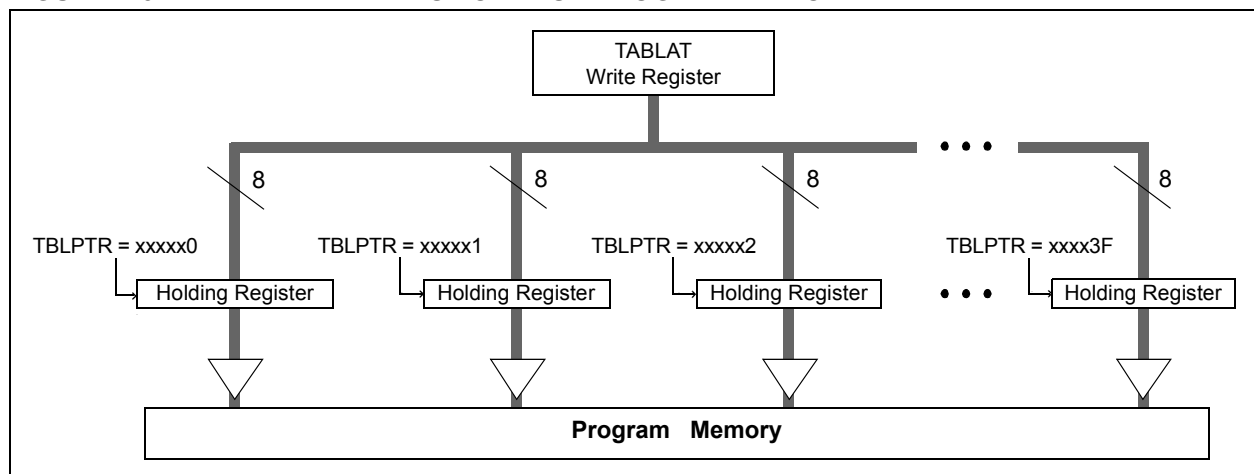 TABLAT
Write Register
8 8 8 8
TBLPTR = xxxxx0 TBLPTR = xxxxx1 TBLPTR = xxxxx2 TBLPTR = xxxx3F
Holding Register Holding Register Holding Register Holding Register
Program Memory